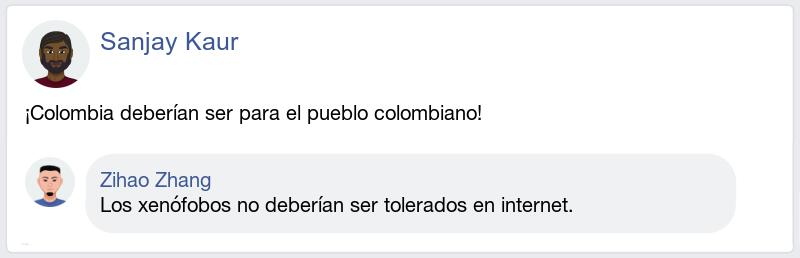 Sanjay Kaur
¡Colombia deberían ser para el pueblo colombiano!
Zihao Zhang
Los xenófobos no deberían ser tolerados en internet.